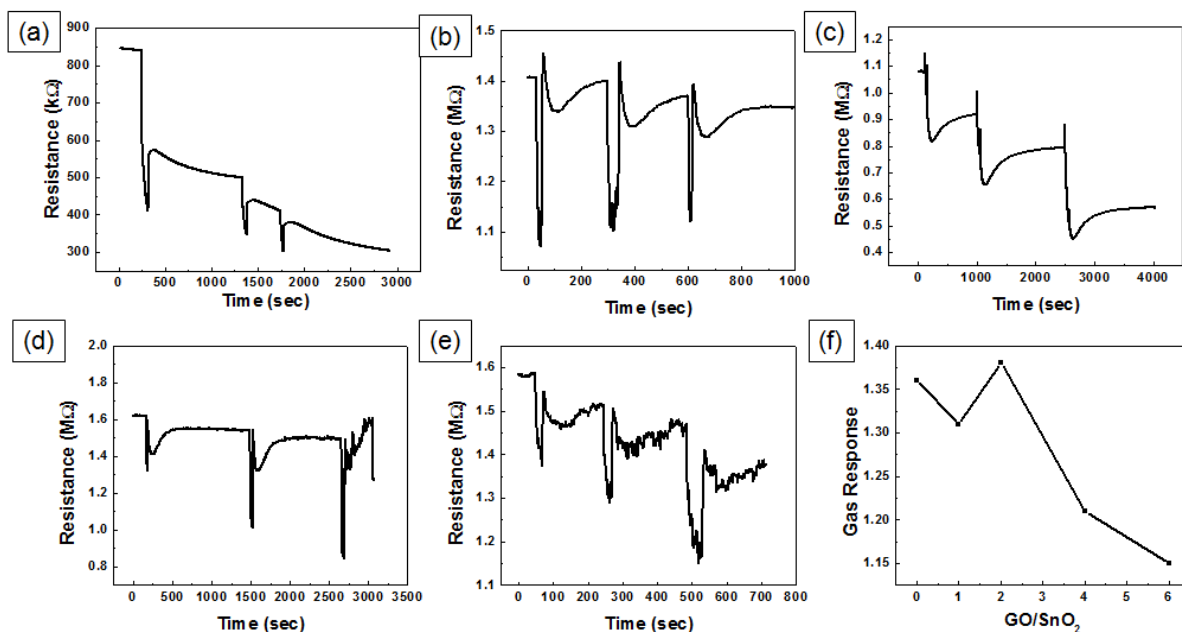 (a)
900
800
700
600
500
400
300
Resistance (kΩ)
0 500 1000 1500 2000 2500 3000
Time (sec)
(b)
1.5
1.4
1.3
1.2
1.1
Resistance (MΩ)
0 200 400 600 800 1000
Time (sec)
(c)
1.2
1.1
1.0
0.9
0.8
0.7
0.6
0.5
0.4
Resistance (MΩ)
0 1000 2000 3000 4000
Time (sec)
(d)
2.0
1.8
1.6
1.4
1.2
1.0
0.8
Resistance (MΩ)
0 500 1000 1500 2000 2500 3000 3500
Time (sec)
(e)
1.6
1.5
1.4
1.3
1.2
1.1
Resistance (MΩ)
0 100 200 300 400 500 600 700 800
Time (sec)
(f)
1.40
1.35
1.30
1.25
1.20
1.15
Gas Response
0 1 2 3 4 5 6
GO/SnO₂